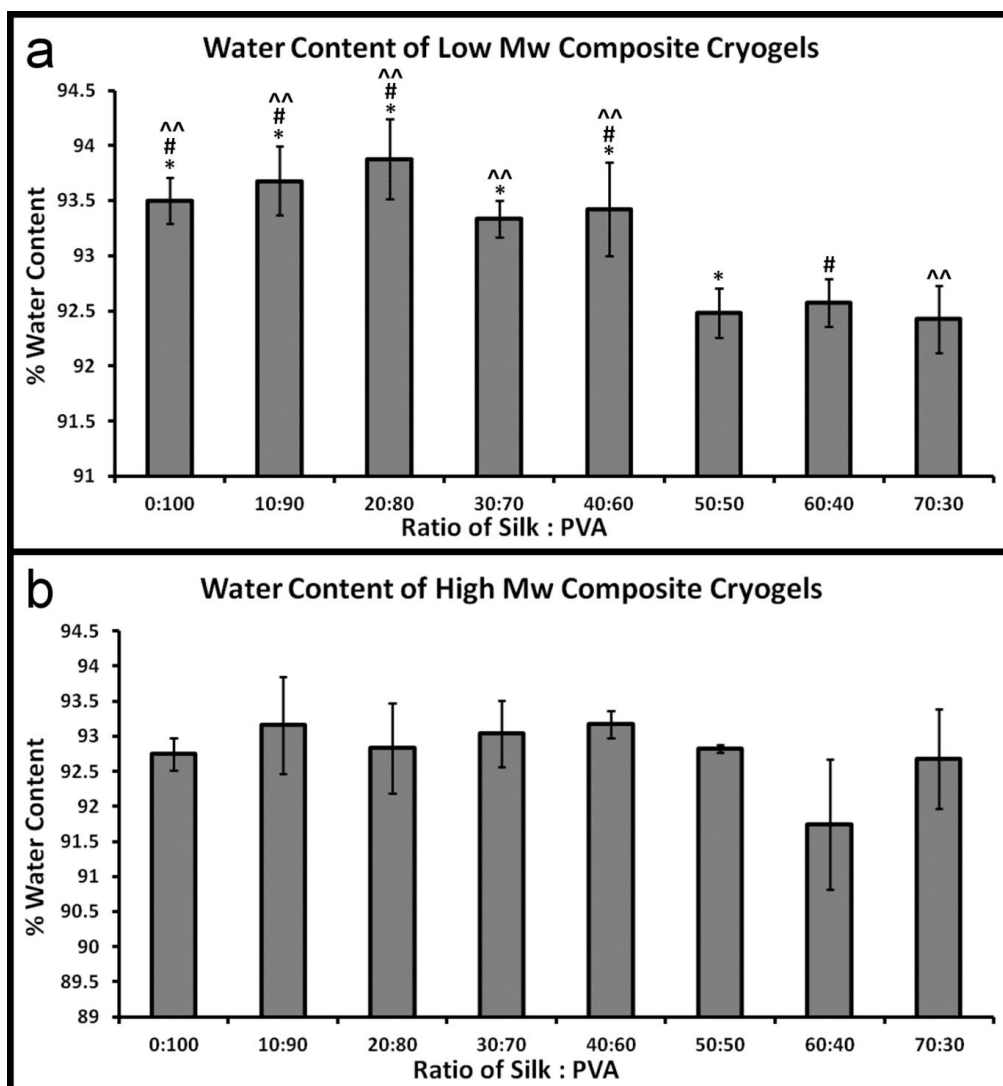 a
Water Content of Low Mw Composite Cryogels
% Water Content
94.5
94
93.5
93
92.5
92
91.5
91
^^ ^^ ^^ ^^ ^^ ^^
# # # # #
* * * * * *
0:100 10:90 20:80 30:70 40:60 50:50 60:40 70:30
Ratio of Silk : PVA
b
Water Content of High Mw Composite Cryogels
% Water Content
94.5
94
93.5
93
92.5
92
91.5
91
90.5
90
89.5
89
0:100 10:90 20:80 30:70 40:60 50:50 60:40 70:30
Ratio of Silk : PVA